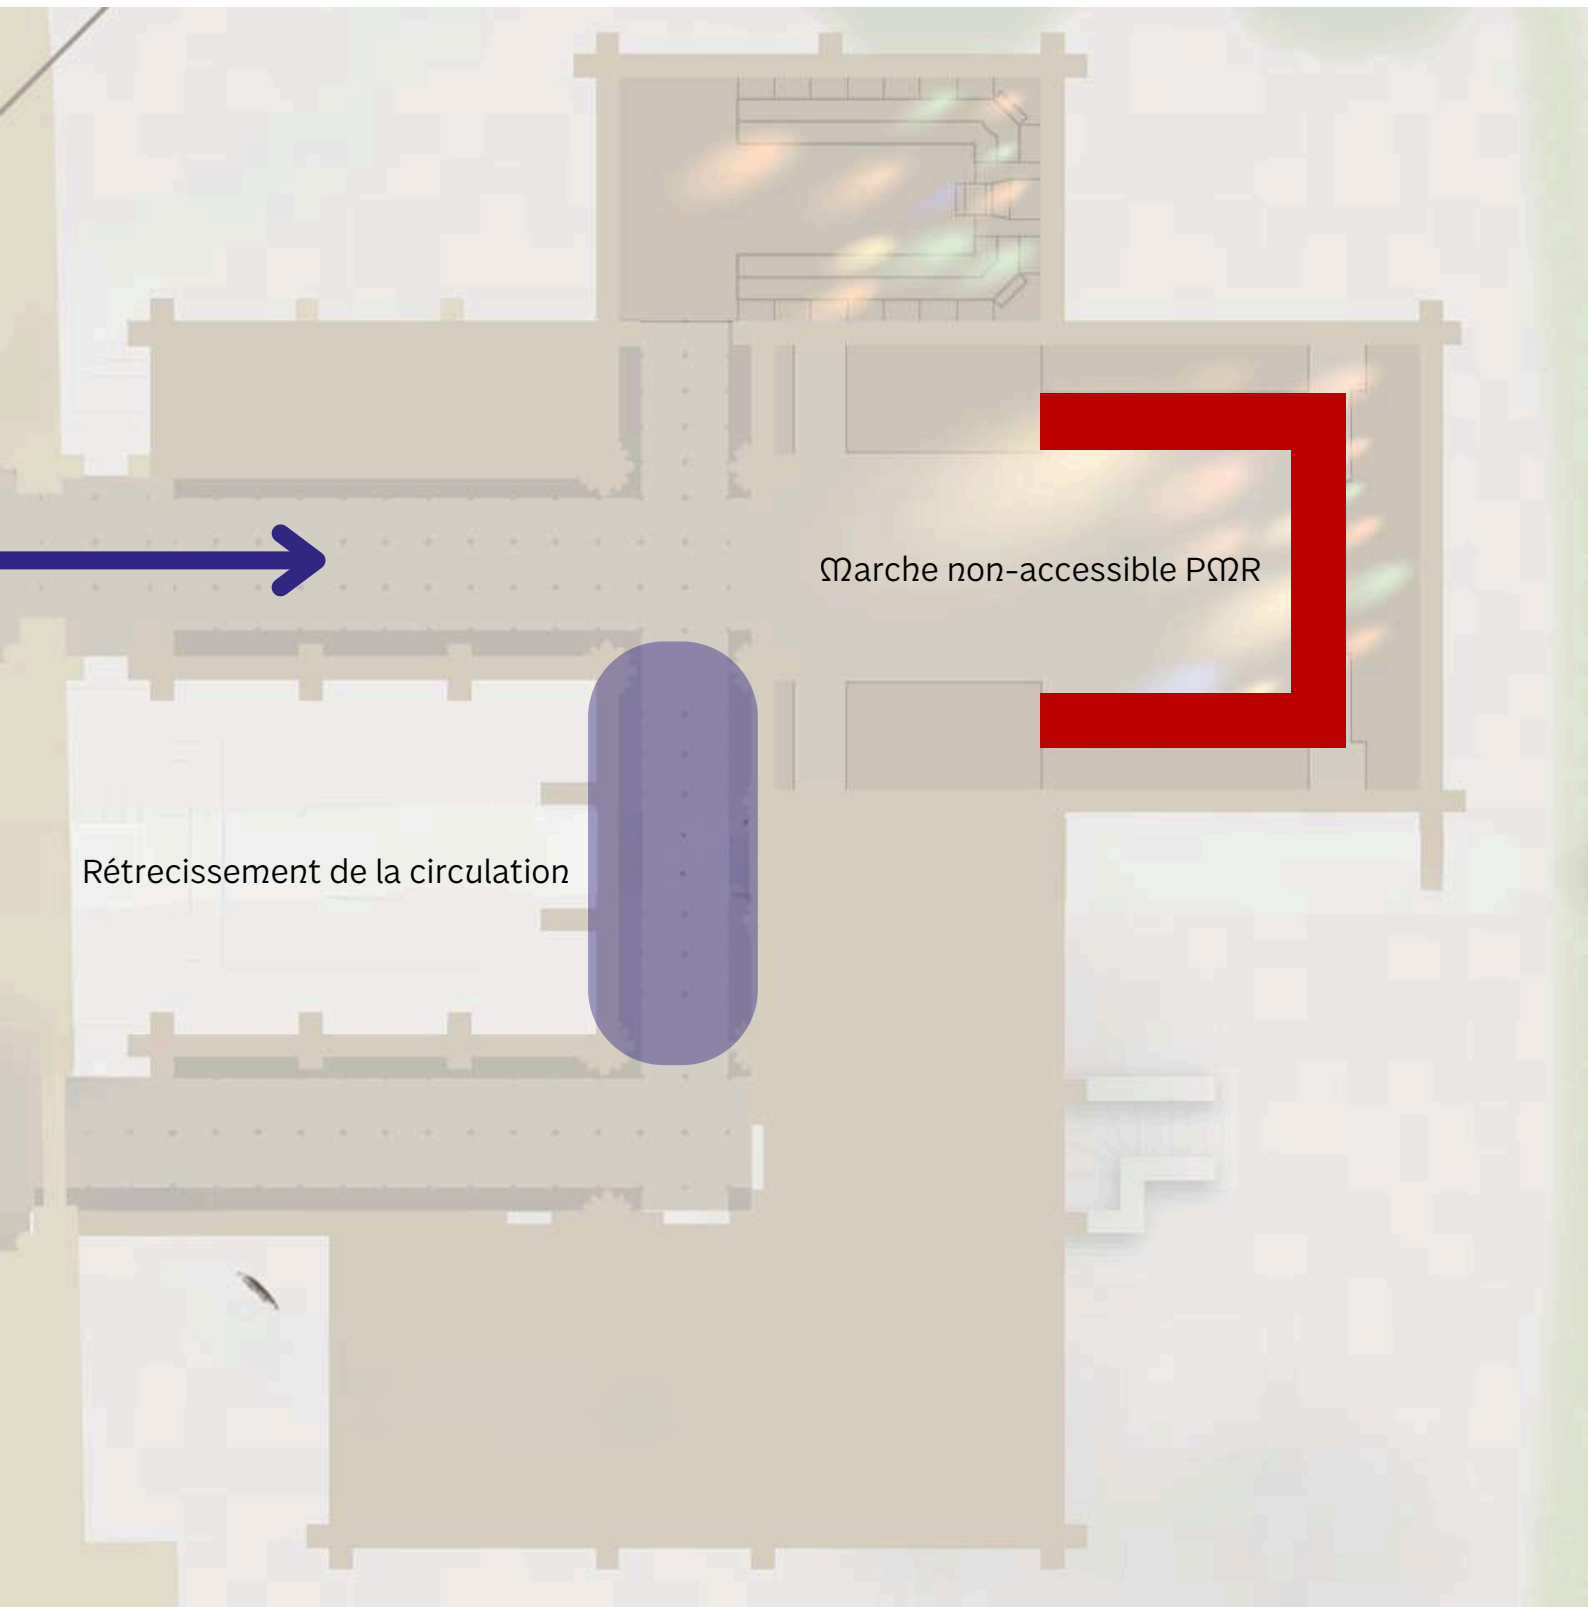 Marche non-accessible PMR
Rétrecissement de la circulation